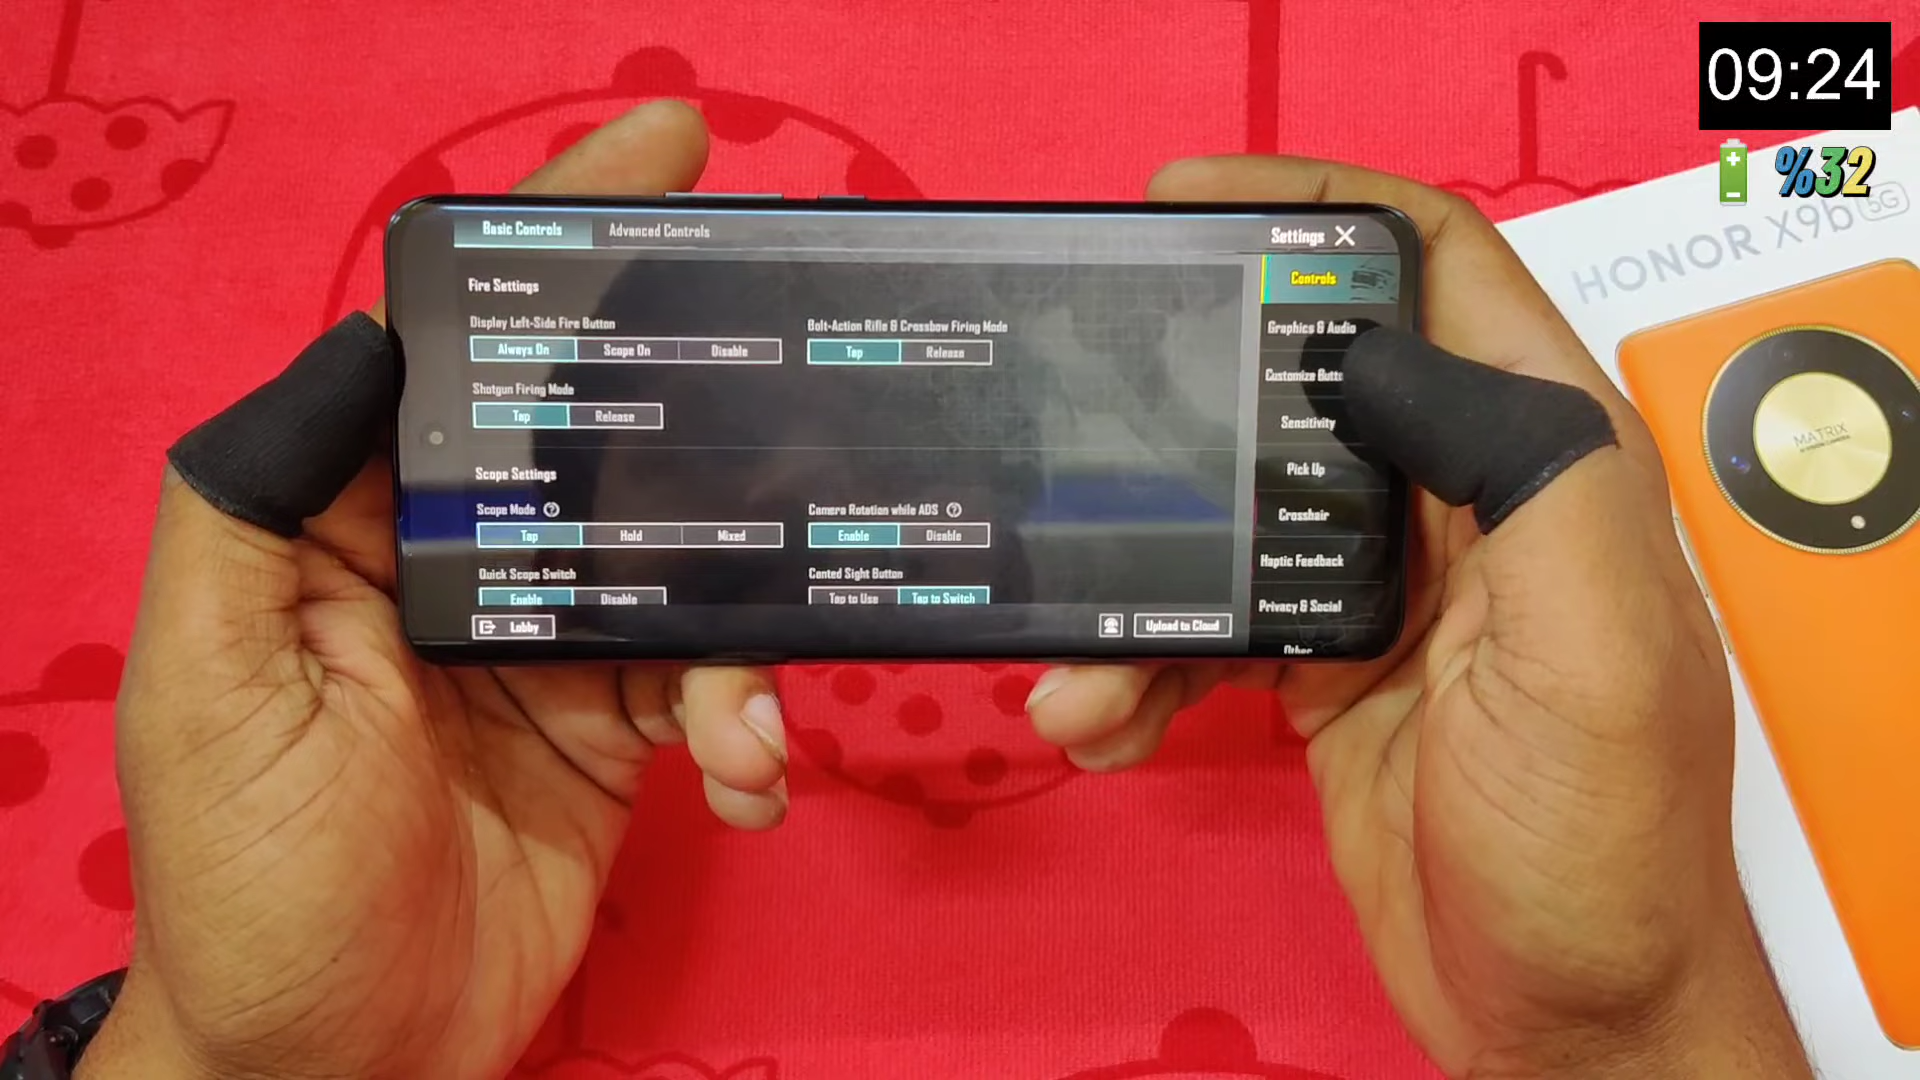 09:24
%32
HONOR X9b 5G
MATRIX
Basic Controls
Advanced Controls
Settings
Fire Settings
Display Left-Side Fire Button
Always On
Scope On
Disable
Bolt-Action Rifle & Crossbow Firing Mode
Tap
Release
Shotgun Firing Mode
Tap
Release
Scope Settings
Scope Mode
Tap
Hold
Mixed
Camera Rotation while ADS
Enable
Disable
Quick Scope Switch
Enable
Disable
Canted Sight Button
Tap to Use
Tap to Switch
Lobby
Upload to Cloud
Controls
Graphics & Audio
Customize Butt
Sensitivity
Pick Up
Crosshair
Haptic Feedback
Privacy & Social
Other